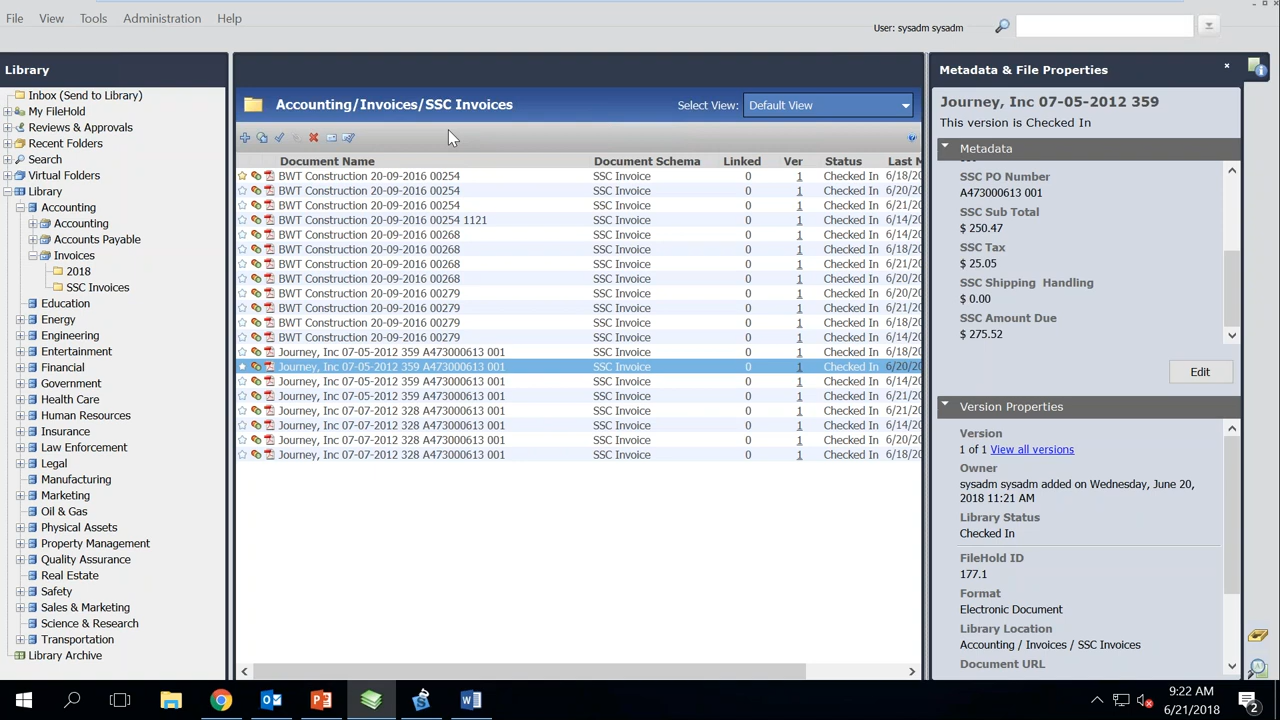 File View Tools Administration Help
User: sysadm sysadm
Library
Inbox (Send to Library)
My FileHold
Reviews & Approvals
Recent Folders
Search
Virtual Folders
Library
Accounting
Accounting
Accounts Payable
Invoices
2018
SSC Invoices
Education
Energy
Engineering
Entertainment
Financial
Government
Health Care
Human Resources
Insurance
Law Enforcement
Legal
Manufacturing
Marketing
Oil & Gas
Physical Assets
Property Management
Quality Assurance
Real Estate
Safety
Sales & Marketing
Science & Research
Transportation
Library Archive
Accounting/Invoices/SSC Invoices Select View: Default View
Document Name Document Schema Linked Ver Status Last M
BWT Construction 20-09-2016 00254 SSC Invoice 0 1 Checked In 6/18/20
BWT Construction 20-09-2016 00254 SSC Invoice 0 1 Checked In 6/20/20
BWT Construction 20-09-2016 00254 SSC Invoice 0 1 Checked In 6/21/20
BWT Construction 20-09-2016 00254 1121 SSC Invoice 0 1 Checked In 6/14/20
BWT Construction 20-09-2016 00268 SSC Invoice 0 1 Checked In 6/14/20
BWT Construction 20-09-2016 00268 SSC Invoice 0 1 Checked In 6/18/20
BWT Construction 20-09-2016 00268 SSC Invoice 0 1 Checked In 6/21/20
BWT Construction 20-09-2016 00268 SSC Invoice 0 1 Checked In 6/20/20
BWT Construction 20-09-2016 00279 SSC Invoice 0 1 Checked In 6/20/20
BWT Construction 20-09-2016 00279 SSC Invoice 0 1 Checked In 6/21/20
BWT Construction 20-09-2016 00279 SSC Invoice 0 1 Checked In 6/18/20
BWT Construction 20-09-2016 00279 SSC Invoice 0 1 Checked In 6/14/20
Journey, Inc 07-05-2012 359 A473000613 001 SSC Invoice 0 1 Checked In 6/18/20
Journey, Inc 07-05-2012 359 A473000613 001 SSC Invoice 0 1 Checked In 6/20/20
Journey, Inc 07-05-2012 359 A473000613 001 SSC Invoice 0 1 Checked In 6/14/20
Journey, Inc 07-05-2012 359 A473000613 001 SSC Invoice 0 1 Checked In 6/21/20
Journey, Inc 07-07-2012 328 A473000613 001 SSC Invoice 0 1 Checked In 6/21/20
Journey, Inc 07-07-2012 328 A473000613 001 SSC Invoice 0 1 Checked In 6/14/20
Journey, Inc 07-07-2012 328 A473000613 001 SSC Invoice 0 1 Checked In 6/20/20
Journey, Inc 07-07-2012 328 A473000613 001 SSC Invoice 0 1 Checked In 6/18/20
Metadata & File Properties
Journey, Inc 07-05-2012 359
This version is Checked In
Metadata
SSC PO Number
A473000613 001
SSC Sub Total
$ 250.47
SSC Tax
$ 25.05
SSC Shipping Handling
$ 0.00
SSC Amount Due
$ 275.52
Edit
Version Properties
Version
1 of 1 View all versions
Owner
sysadm sysadm added on Wednesday, June 20,
2018 11:21 AM
Library Status
Checked In
FileHold ID
177.1
Format
Electronic Document
Library Location
Accounting / Invoices / SSC Invoices
Document URL
9:22 AM
6/21/2018
2